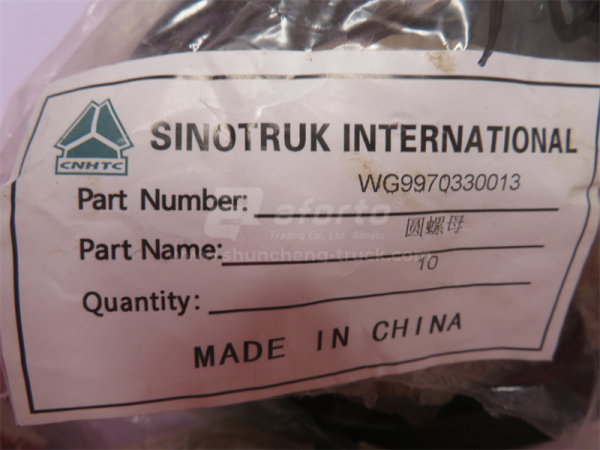 SINOTRUK INTERNATIONAL
CNHTC
Part Number: WG9970330013
aforto
Trading Co., Ltd Almatu
Part Name: 圆螺母
shuncheng-truck.com
Quantity: 10
MADE IN CHINA